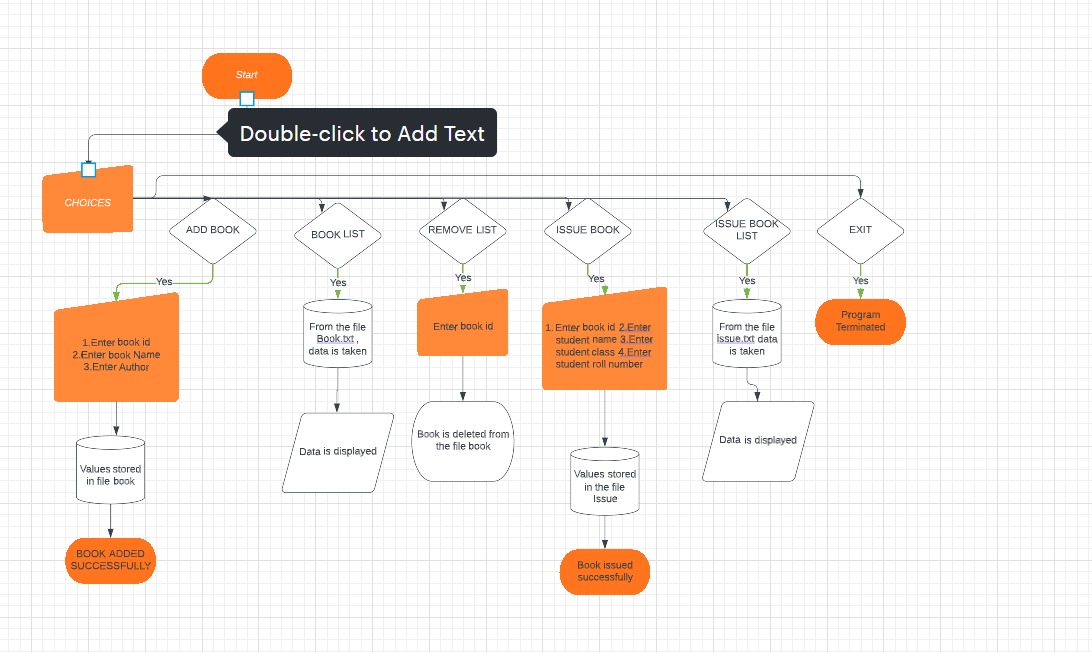 Start
Double-click to Add Text
CHOICES
ADD BOOK
BOOK LIST
REMOVE LIST
ISSUE BOOK
ISSUE BOOK
LIST
EXIT
Yes
Yes
Yes
Yes
Yes
Yes
1.Enter book id
2.Enter book Name
3.Enter Author
From the file
Book.txt ,
data is taken
Enter book id
1. Enter book id 2.Enter
student name 3.Enter
student class 4.Enter
student roll number
From the file
Issue.txt data
is taken
Program
Terminated
Values stored
in file book
Data is displayed
Book is deleted from
the file book
Values stored
in the file
Issue
Data is displayed
BOOK ADDED
SUCCESSFULLY
Book issued
successfully